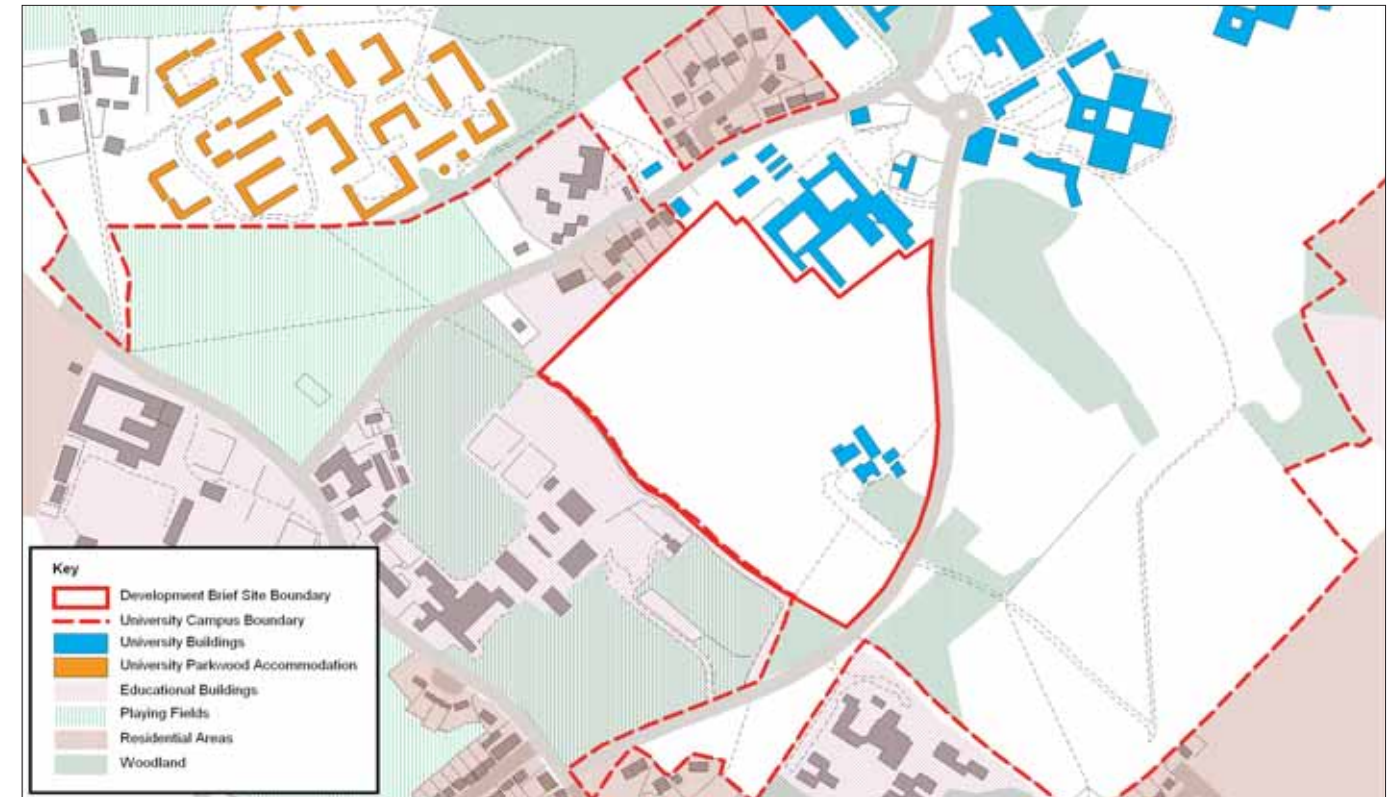 Key
Development Brief Site Boundary
University Campus Boundary
University Buildings
University Parkwood Accommodation
Educational Buildings
Playing Fields
Residential Areas
Woodland